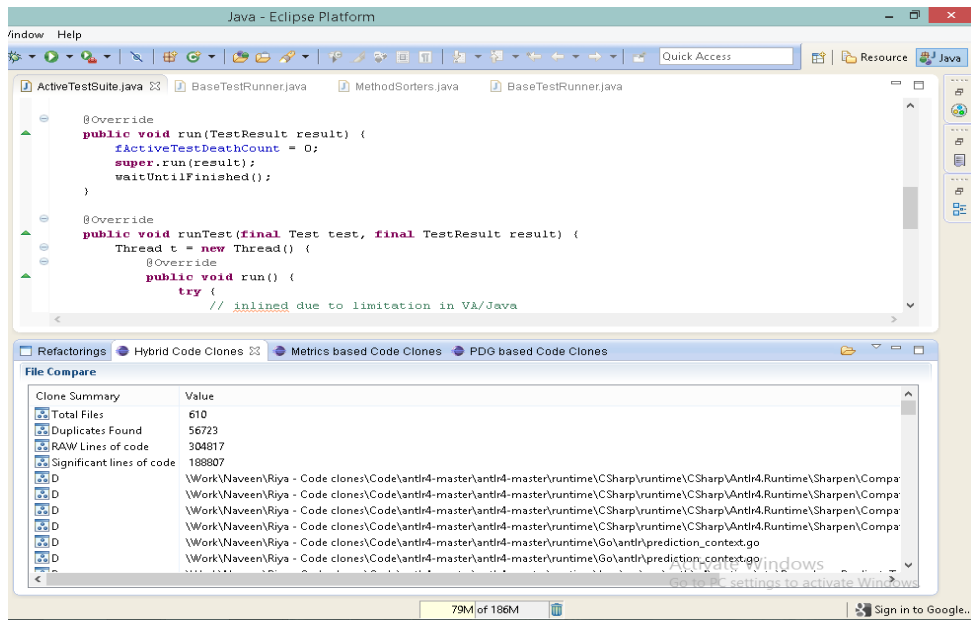 Java - Eclipse Platform
Window Help
Quick Access
Resource
Java
ActiveTestSuite.java
BaseTestRunner.java
MethodSorters.java
BaseTestRunner.java
@Override
public void run(TestResult result) {
fActiveTestDeathCount = 0;
super.run(result);
waitUntilFinished();
}
@Override
public void runTest(final Test test, final TestResult result) {
Thread t = new Thread() {
@Override
public void run() {
try {
// inlined due to limitation in VA/Java
Refactorings
Hybrid Code Clones
Metrics based Code Clones
PDG based Code Clones
File Compare
Clone Summary Value
Total Files 610
Duplicates Found 56723
RAW Lines of code 304817
Significant lines of code 188807
D \Work\Naveen\Riya - Code clones\Code\antlr4-master\antlr4-master\runtime\CSharp\runtime\CSharp\Antlr4.Runtime\Sharpen\Compa
D \Work\Naveen\Riya - Code clones\Code\antlr4-master\antlr4-master\runtime\CSharp\runtime\CSharp\Antlr4.Runtime\Sharpen\Compa
D \Work\Naveen\Riya - Code clones\Code\antlr4-master\antlr4-master\runtime\CSharp\runtime\CSharp\Antlr4.Runtime\Sharpen\Compa
D \Work\Naveen\Riya - Code clones\Code\antlr4-master\antlr4-master\runtime\CSharp\runtime\CSharp\Antlr4.Runtime\Sharpen\Compa
D \Work\Naveen\Riya - Code clones\Code\antlr4-master\antlr4-master\runtime\Go\antlr\prediction_context.go
D \Work\Naveen\Riya - Code clones\Code\antlr4-master\antlr4-master\runtime\Go\antlr\prediction_context.go
Activate Windows
Go to PC settings to activate Windows
79M of 186M
Sign in to Google...